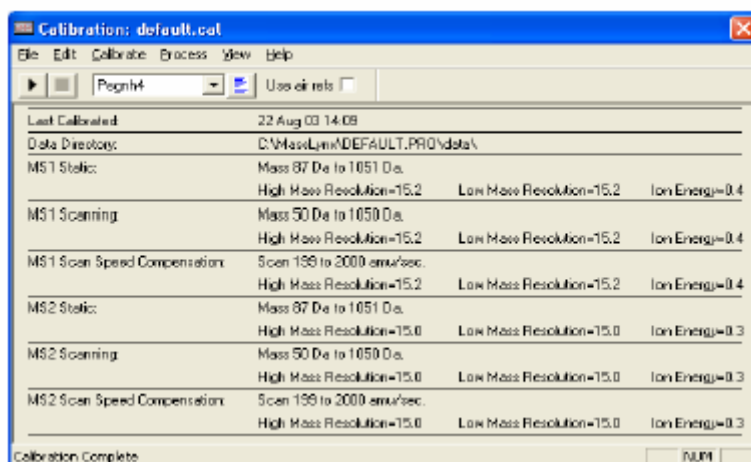 Calibration: default.cal
File Edit Calibrate Process View Help
Pegnh4 Use air refs
Last Calibrated: 22 Aug 03 14:09
Data Directory: C:\MassLynx\DEFAULT.PRO\data\
MS1 Static: Mass 87 Da to 1051 Da.
High Mass Resolution=15.2 Low Mass Resolution=15.2 Ion Energy=0.4
MS1 Scanning: Mass 50 Da to 1050 Da.
High Mass Resolution=15.2 Low Mass Resolution=15.2 Ion Energy=0.4
MS1 Scan Speed Compensation: Scan 199 to 2000 amu/sec.
High Mass Resolution=15.2 Low Mass Resolution=15.2 Ion Energy=0.4
MS2 Static: Mass 87 Da to 1051 Da.
High Mass Resolution=15.0 Low Mass Resolution=15.0 Ion Energy=0.3
MS2 Scanning: Mass 50 Da to 1050 Da.
High Mass Resolution=15.0 Low Mass Resolution=15.0 Ion Energy=0.3
MS2 Scan Speed Compensation: Scan 199 to 2000 amu/sec.
High Mass Resolution=15.0 Low Mass Resolution=15.0 Ion Energy=0.3
Calibration Complete NUM